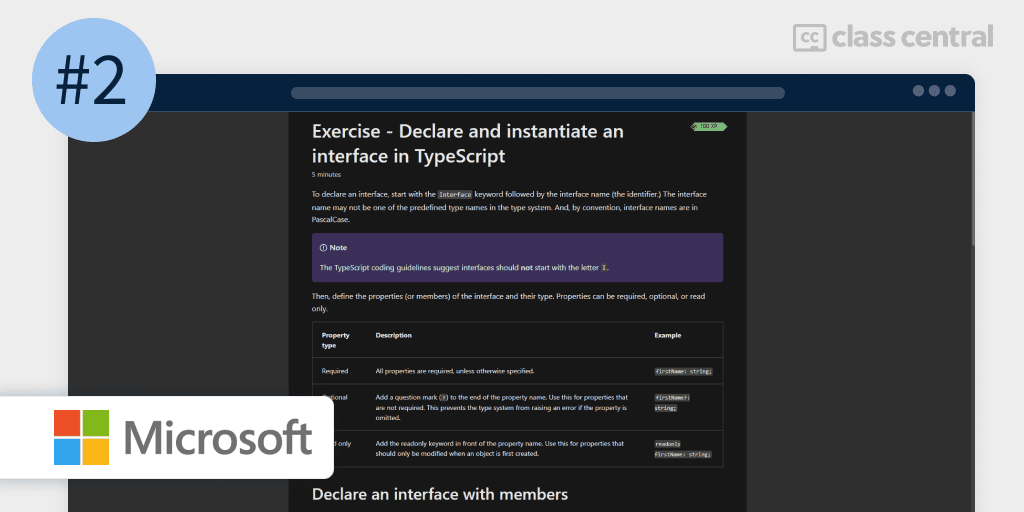 #2
class central
Exercise - Declare and instantiate an
interface in TypeScript
100 XP
5 minutes
To declare an interface, start with the Interface keyword followed by the interface name (the identifier.) The interface
name may not be one of the predefined type names in the type system. And, by convention, interface names are in
PascalCase.
Note
The TypeScript coding guidelines suggest interfaces should not start with the letter I.
Then, define the properties (or members) of the interface and their type. Properties can be required, optional, or read
only.
Property
type
Description
Example
Required
All properties are required, unless otherwise specified.
firstName: string;
Add a question mark (?) to the end of the property name. Use this for properties that
are not required. This prevents the type system from raising an error if the property is
omitted.
firstName?:
string;
only
Add the readonly keyword in front of the property name. Use this for properties that
should only be modified when an object is first created.
readonly
firstName: string;
Microsoft
Declare an interface with members